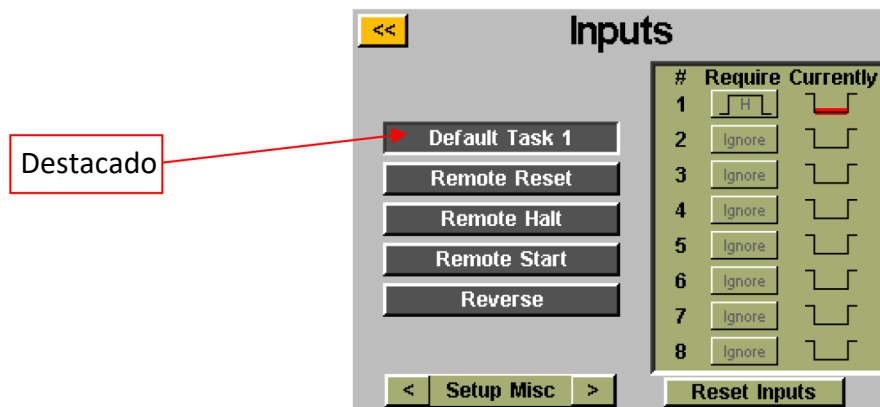 << Inputs
# Require Currently
1 H
Destacado
Default Task 1
2 Ignore
Remote Reset
3 Ignore
Remote Halt
4 Ignore
Remote Start
5 Ignore
Reverse
6 Ignore
7 Ignore
8 Ignore
< Setup Misc >
Reset Inputs